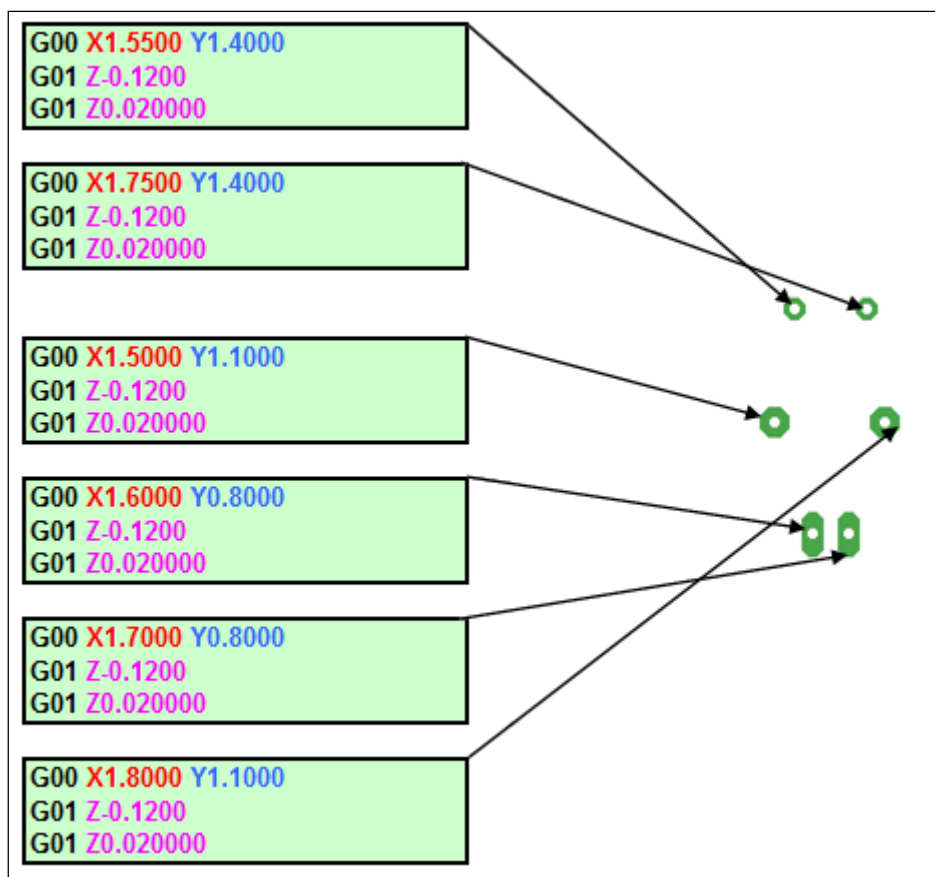 G00 X1.5500 Y1.4000
G01 Z-0.1200
G01 Z0.020000
G00 X1.7500 Y1.4000
G01 Z-0.1200
G01 Z0.020000
G00 X1.5000 Y1.1000
G01 Z-0.1200
G01 Z0.020000
G00 X1.6000 Y0.8000
G01 Z-0.1200
G01 Z0.020000
G00 X1.7000 Y0.8000
G01 Z-0.1200
G01 Z0.020000
G00 X1.8000 Y1.1000
G01 Z-0.1200
G01 Z0.020000